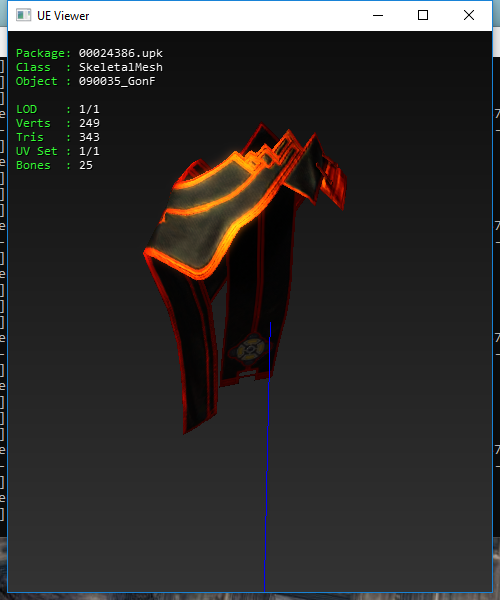 UE Viewer
Package: 00024386.upk
Class : SkeletalMesh
Object : 090035_GonF
LOD : 1/1
Verts : 249
Tris : 343
UV Set : 1/1
Bones : 25